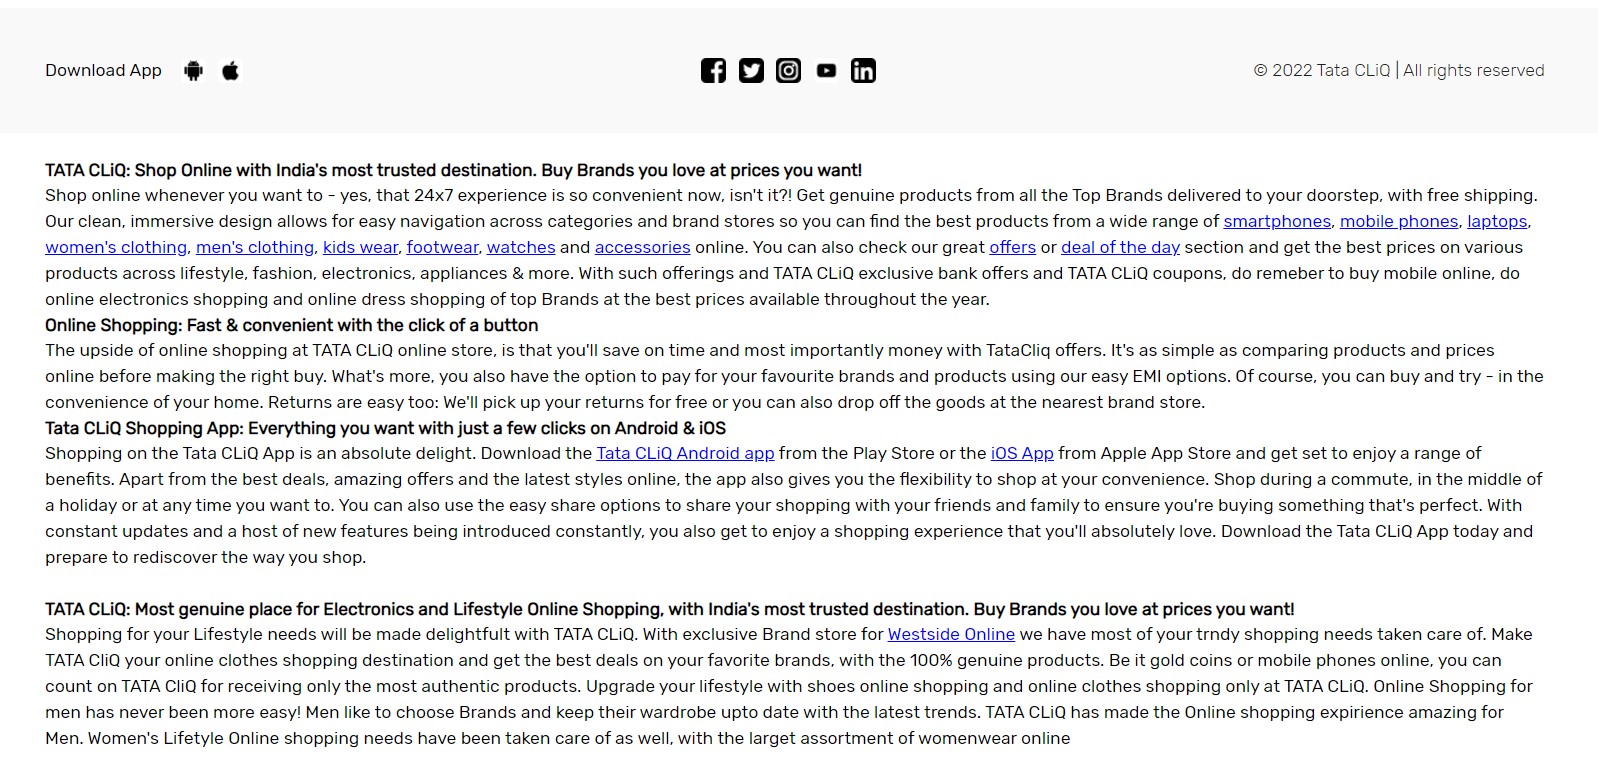 Download App
© 2022 Tata CLiQ | All rights reserved
TATA CLiQ: Shop Online with India's most trusted destination. Buy Brands you love at prices you want!
Shop online whenever you want to - yes, that 24x7 experience is so convenient now, isn't it?! Get genuine products from all the Top Brands delivered to your doorstep, with free shipping.
Our clean, immersive design allows for easy navigation across categories and brand stores so you can find the best products from a wide range of smartphones, mobile phones, laptops,
women's clothing, men's clothing, kids wear, footwear, watches and accessories online. You can also check our great offers or deal of the day section and get the best prices on various
products across lifestyle, fashion, electronics, appliances & more. With such offerings and TATA CLiQ exclusive bank offers and TATA CLiQ coupons, do remeber to buy mobile online, do
online electronics shopping and online dress shopping of top Brands at the best prices available throughout the year.
Online Shopping: Fast & convenient with the click of a button
The upside of online shopping at TATA CLiQ online store, is that you'll save on time and most importantly money with TataCliq offers. It's as simple as comparing products and prices
online before making the right buy. What's more, you also have the option to pay for your favourite brands and products using our easy EMI options. Of course, you can buy and try - in the
convenience of your home. Returns are easy too: We'll pick up your returns for free or you can also drop off the goods at the nearest brand store.
Tata CLiQ Shopping App: Everything you want with just a few clicks on Android & iOS
Shopping on the Tata CLiQ App is an absolute delight. Download the Tata CLiQ Android app from the Play Store or the iOS App from Apple App Store and get set to enjoy a range of
benefits. Apart from the best deals, amazing offers and the latest styles online, the app also gives you the flexibility to shop at your convenience. Shop during a commute, in the middle of
a holiday or at any time you want to. You can also use the easy share options to share your shopping with your friends and family to ensure you're buying something that's perfect. With
constant updates and a host of new features being introduced constantly, you also get to enjoy a shopping experience that you'll absolutely love. Download the Tata CLiQ App today and
prepare to rediscover the way you shop.
TATA CLiQ: Most genuine place for Electronics and Lifestyle Online Shopping, with India's most trusted destination. Buy Brands you love at prices you want!
Shopping for your Lifestyle needs will be made delightfult with TATA CLiQ. With exclusive Brand store for Westside Online we have most of your trndy shopping needs taken care of. Make
TATA CliQ your online clothes shopping destination and get the best deals on your favorite brands, with the 100% genuine products. Be it gold coins or mobile phones online, you can
count on TATA CliQ for receiving only the most authentic products. Upgrade your lifestyle with shoes online shopping and online clothes shopping only at TATA CLiQ. Online Shopping for
men has never been more easy! Men like to choose Brands and keep their wardrobe upto date with the latest trends. TATA CLiQ has made the Online shopping expirience amazing for
Men. Women's Lifetyle Online shopping needs have been taken care of as well, with the larget assortment of womenwear online